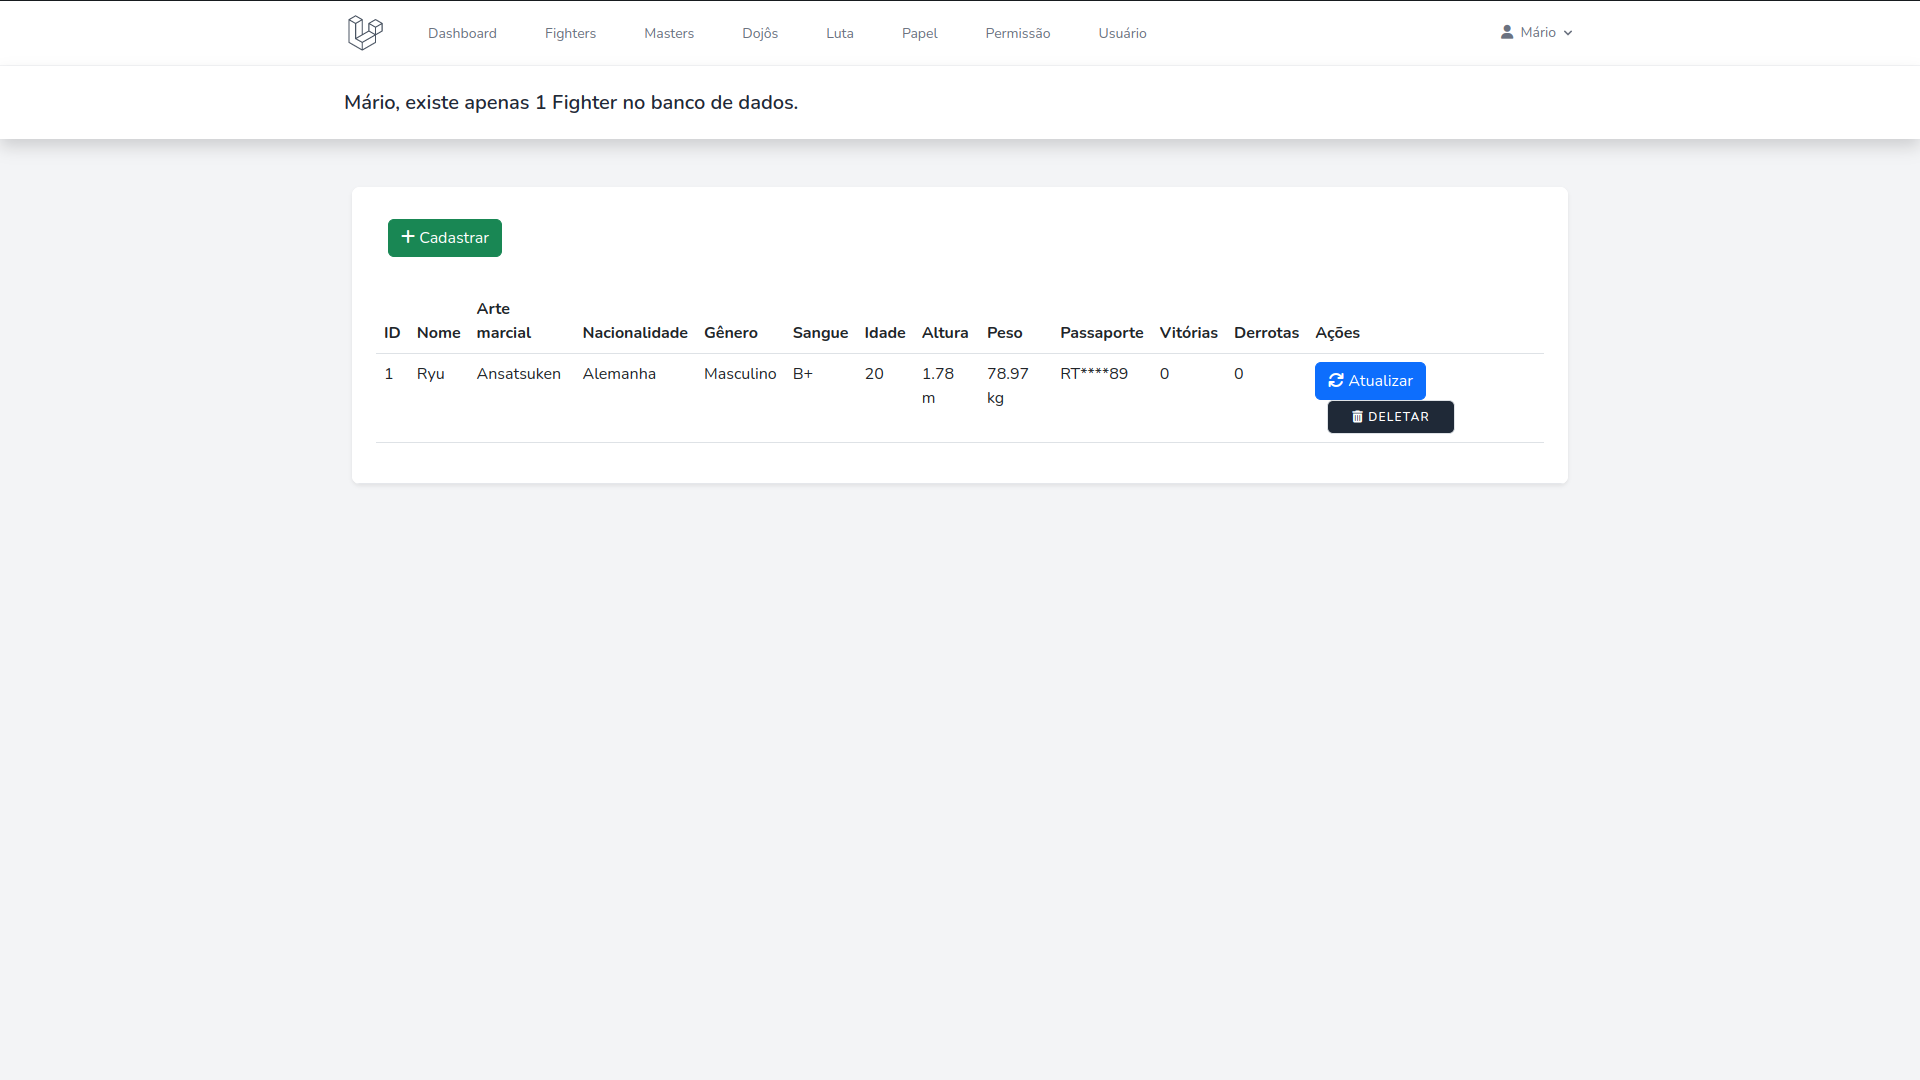 Dashboard Fighters Masters Dojôs Luta Papel Permissão Usuário Mário
Mário, existe apenas 1 Fighter no banco de dados.
Cadastrar
ID Nome Arte marcial Nacionalidade Gênero Sangue Idade Altura Peso Passaporte Vitórias Derrotas Ações
1 Ryu Ansatsuken Alemanha Masculino B+ 20 1.78 m 78.97 kg RT****89 0 0 Atualizar
DELETAR